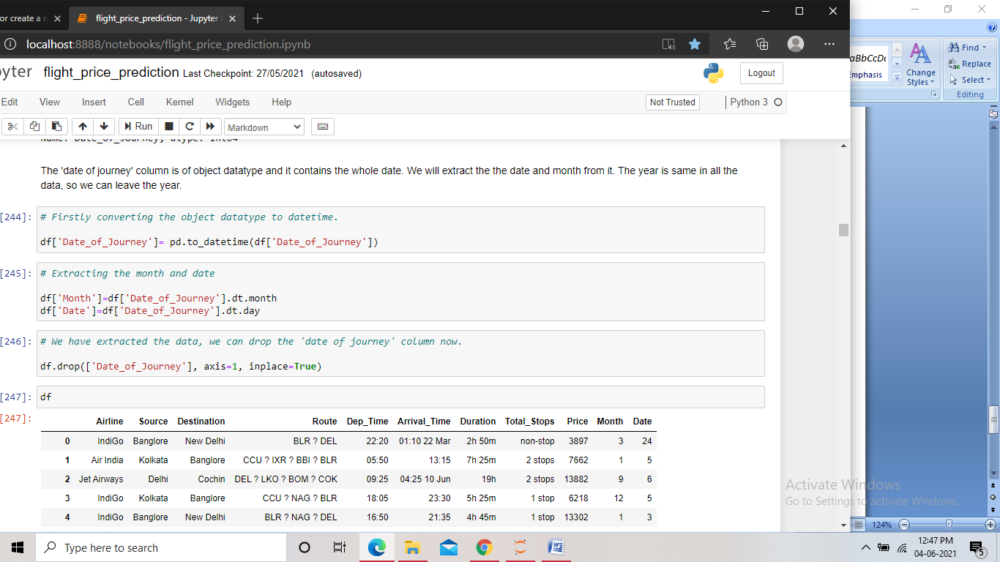 or create a n
flight_price_prediction - Jupyter
localhost:8888/notebooks/flight_price_prediction.ipynb
yter flight_price_prediction Last Checkpoint: 27/05/2021 (autosaved)
Logout
Edit View Insert Cell Kernel Widgets Help
Not Trusted
Python 3
Run
Markdown
Name: Date_of_Journey, dtype: int64
The 'date of journey' column is of object datatype and it contains the whole date. We will extract the the date and month from it. The year is same in all the
data, so we can leave the year.
[244]: # Firstly converting the object datatype to datetime.
df['Date_of_Journey']= pd.to_datetime(df['Date_of_Journey'])
[245]: # Extracting the month and date
df['Month']=df['Date_of_Journey'].dt.month
df['Date']=df['Date_of_Journey'].dt.day
[246]: # We have extracted the data, we can drop the 'date of journey' column now.
df.drop(['Date_of_Journey'], axis=1, inplace=True)
[247]: df
[247]:
Airline Source Destination Route Dep_Time Arrival_Time Duration Total_Stops Price Month Date
0 IndiGo Banglore New Delhi BLR ? DEL 22:20 01:10 22 Mar 2h 50m non-stop 3897 3 24
1 Air India Kolkata Banglore CCU ? IXR ? BBI ? BLR 05:50 13:15 7h 25m 2 stops 7662 1 5
2 Jet Airways Delhi Cochin DEL ? LKO ? BOM ? COK 09:25 04:25 10 Jun 19h 2 stops 13882 9 6
3 IndiGo Kolkata Banglore CCU ? NAG ? BLR 18:05 23:30 5h 25m 1 stop 6218 12 5
4 IndiGo Banglore New Delhi BLR ? NAG ? DEL 16:50 21:35 4h 45m 1 stop 13302 1 3
aBbCcDc
Emphasis
Change
Styles
Find
Replace
Select
Editing
Activate Windows
Go to Settings to activate Windows.
124%
Type here to search
12:47 PM
04-06-2021
5